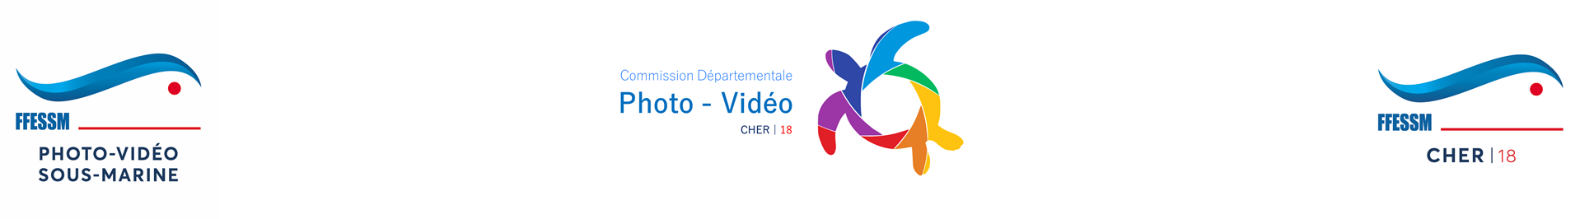 FFESSM
PHOTO-VIDÉO
SOUS-MARINE
Commission Départementale
Photo - Vidéo
CHER | 18
FFESSM
CHER | 18